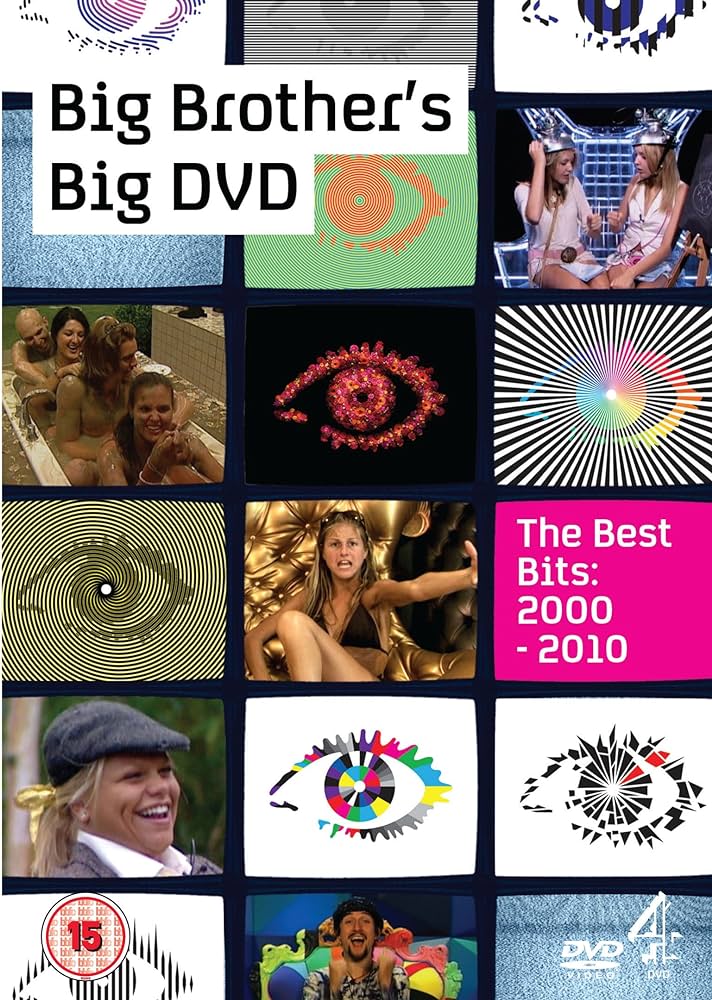 Big Brother's
Big DVD
The Best
Bits:
2000
- 2010
15
DVD
VIDEO
4
DVD